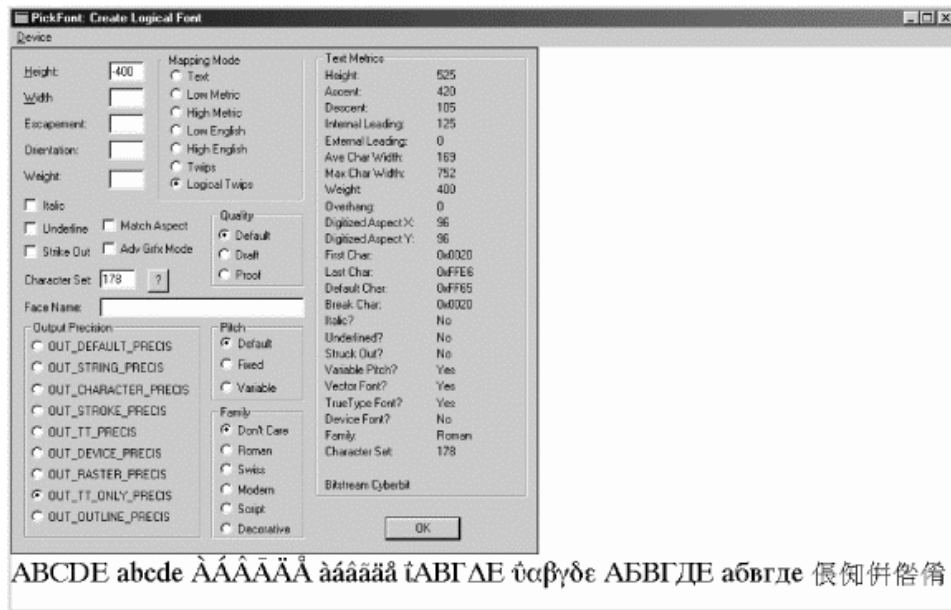 PickFont: Create Logical Font
Device
Height: -400
Width
Escapement:
Orientation:
Weight:
Italic
Underline
Strike Out
Match Aspect
Adv Grfx Mode
Character Set: 178 ?
Face Name:
Mapping Mode
Text
Low Metric
High Metric
Low English
High English
Twips
Logical Twips
Quality
Default
Draft
Proof
Output Precision
OUT_DEFAULT_PRECIS
OUT_STRING_PRECIS
OUT_CHARACTER_PRECIS
OUT_STROKE_PRECIS
OUT_TT_PRECIS
OUT_DEVICE_PRECIS
OUT_RASTER_PRECIS
OUT_TT_ONLY_PRECIS
OUT_OUTLINE_PRECIS
Pitch
Default
Fixed
Variable
Family
Don't Care
Roman
Swiss
Modern
Script
Decorative
Text Metrics
Height: 525
Ascent: 420
Descent: 105
Internal Leading: 125
External Leading: 0
Ave Char Width: 169
Max Char Width: 752
Weight: 400
Overhang: 0
Digitized Aspect X: 96
Digitized Aspect Y: 96
First Char: 0x0020
Last Char: 0xFFE6
Default Char: 0xFF65
Break Char: 0x0020
Italic? No
Underlined? No
Struck Out? No
Variable Pitch? Yes
Vector Font? Yes
TrueType Font? Yes
Device Font? No
Family: Roman
Character Set: 178
Bitstream Cyberbit
OK
ABCDE abcde ÀÁÂÃÄÅ àáâãäå ΐΑΒΓΔΕ ΰαβγδε АБВГДЕ абвгде